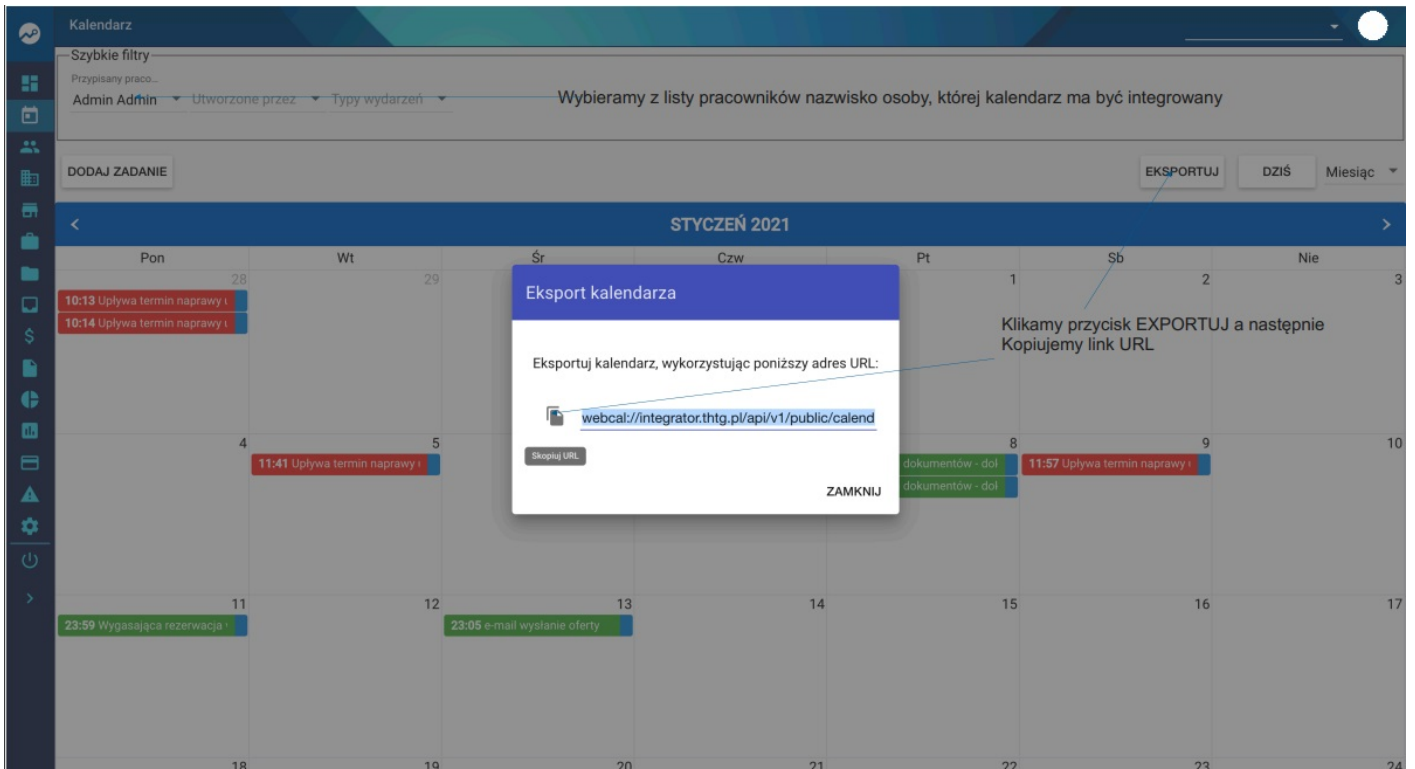 Kalendarz
Szybkie filtry
Przypisany praco...
Admin Admin Utworzone przez Typy wydarzeń
Wybieramy z listy pracowników nazwisko osoby, której kalendarz ma być integrowany
DODAJ ZADANIE
EKSPORTUJ DZIŚ Miesiąc
< STYCZEŃ 2021 >
Pon Wt Śr Czw Pt Sb Nie
28 29 1 2 3
10:13 Upływa termin naprawy
10:14 Upływa termin naprawy
Eksport kalendarza
Eksportuj kalendarz, wykorzystując poniższy adres URL:
webcal://integrator.thtg.pl/api/v1/public/calend
Skopiuj URL
ZAMKNIJ
Klikamy przycisk EXPORTUJ a następnie
Kopiujemy link URL
4 5 8 9 10
11:41 Upływa termin naprawy
dokumentów - dol
dokumentów - dol
11:57 Upływa termin naprawy
11 12 13 14 15 16 17
23:59 Wygasająca rezerwacja
23:05 e-mail wysłanie oferty
18 19 20 21 22 23 24